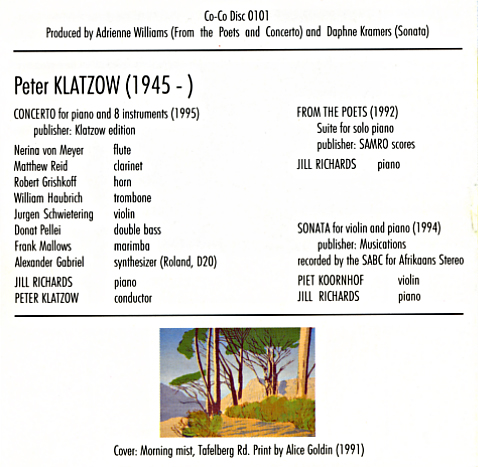 Co-Co Disc 0101
Produced by Adrienne Williams (From the Poets and Concerto) and Daphne Kramers (Sonata)
Peter KLATZOW (1945 - )
CONCERTO for piano and 8 instruments (1995)
publisher: Klatzow edition
Nerina von Meyer flute
Matthew Reid clarinet
Robert Grishkoff horn
William Haubrich trombone
Jurgen Schwietering violin
Donat Pellei double bass
Frank Mallows marimba
Alexander Gabriel synthesizer (Roland, D20)
JILL RICHARDS piano
PETER KLATZOW conductor
FROM THE POETS (1992)
Suite for solo piano
publisher: SAMRO scores
JILL RICHARDS piano
SONATA for violin and piano (1994)
publisher: Musications
recorded by the SABC for Afrikaans Stereo
PIET KOORNHOF violin
JILL RICHARDS piano
Cover: Morning mist, Tafelberg Rd. Print by Alice Goldin (1991)